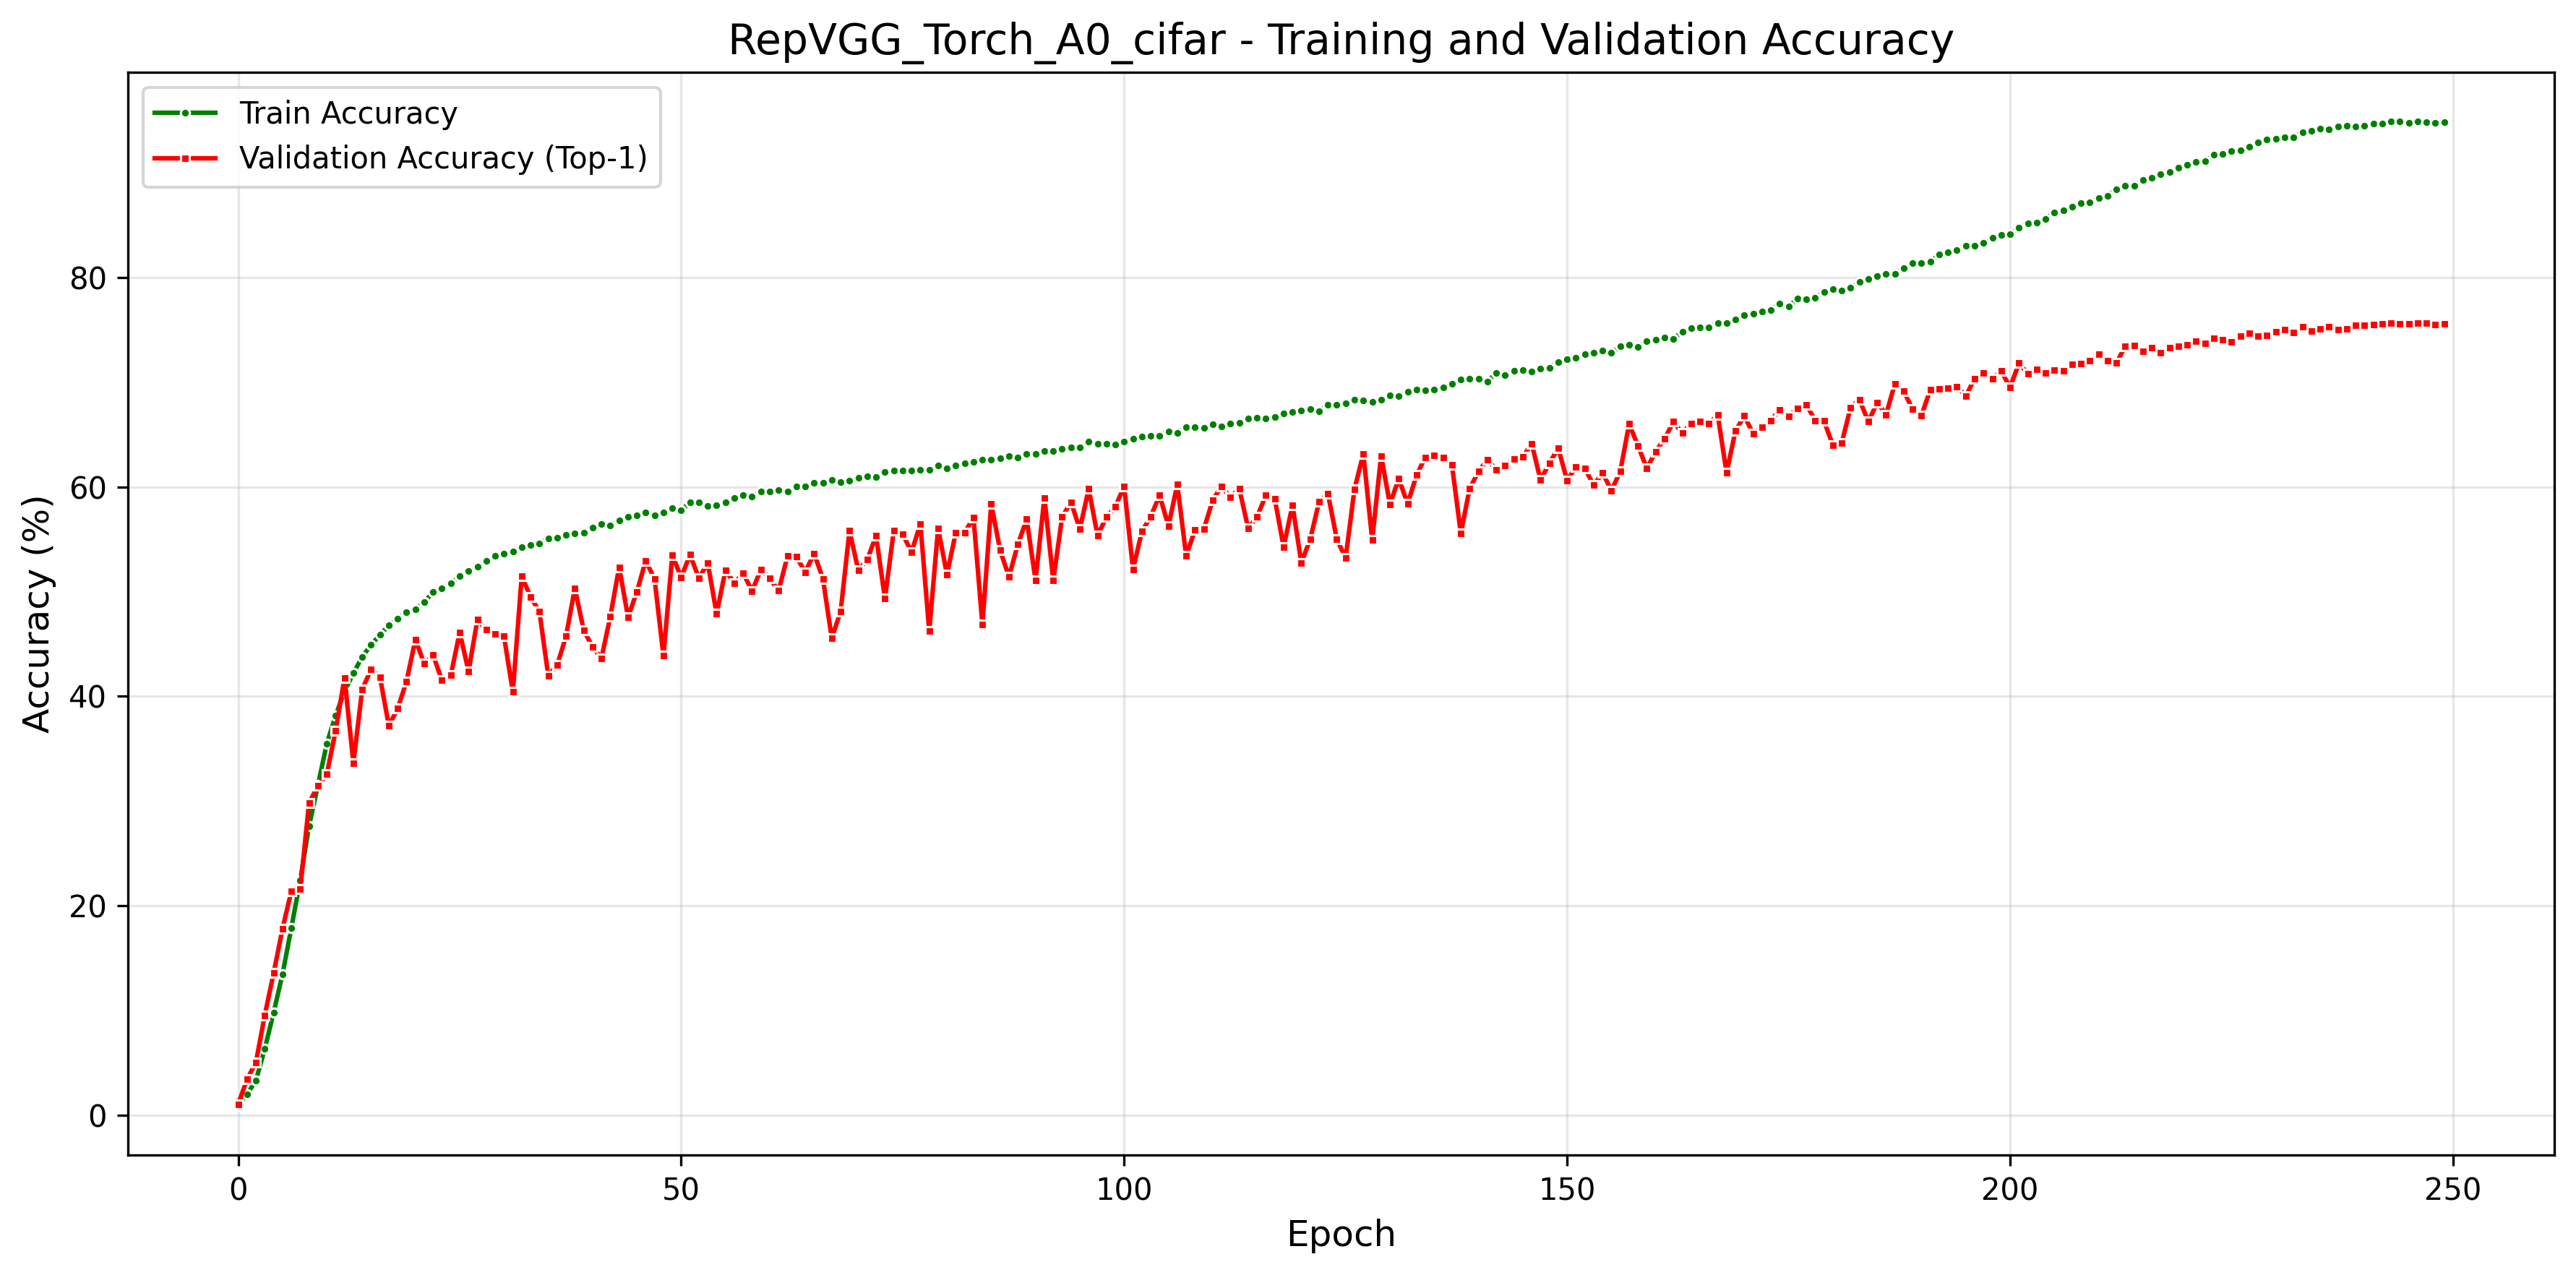 RepVGG_Torch_A0_cifar - Training and Validation Accuracy
Train Accuracy
Validation Accuracy (Top-1)
Accuracy (%)
80
60
40
20
0
0 50 100 150 200 250
Epoch